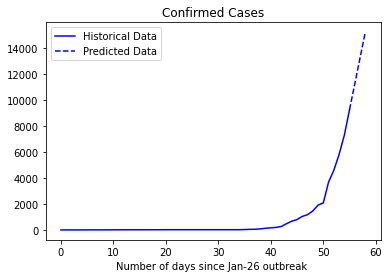 Confirmed Cases
Historical Data
Predicted Data
14000
12000
10000
8000
6000
4000
2000
0
0 10 20 30 40 50 60
Number of days since Jan-26 outbreak